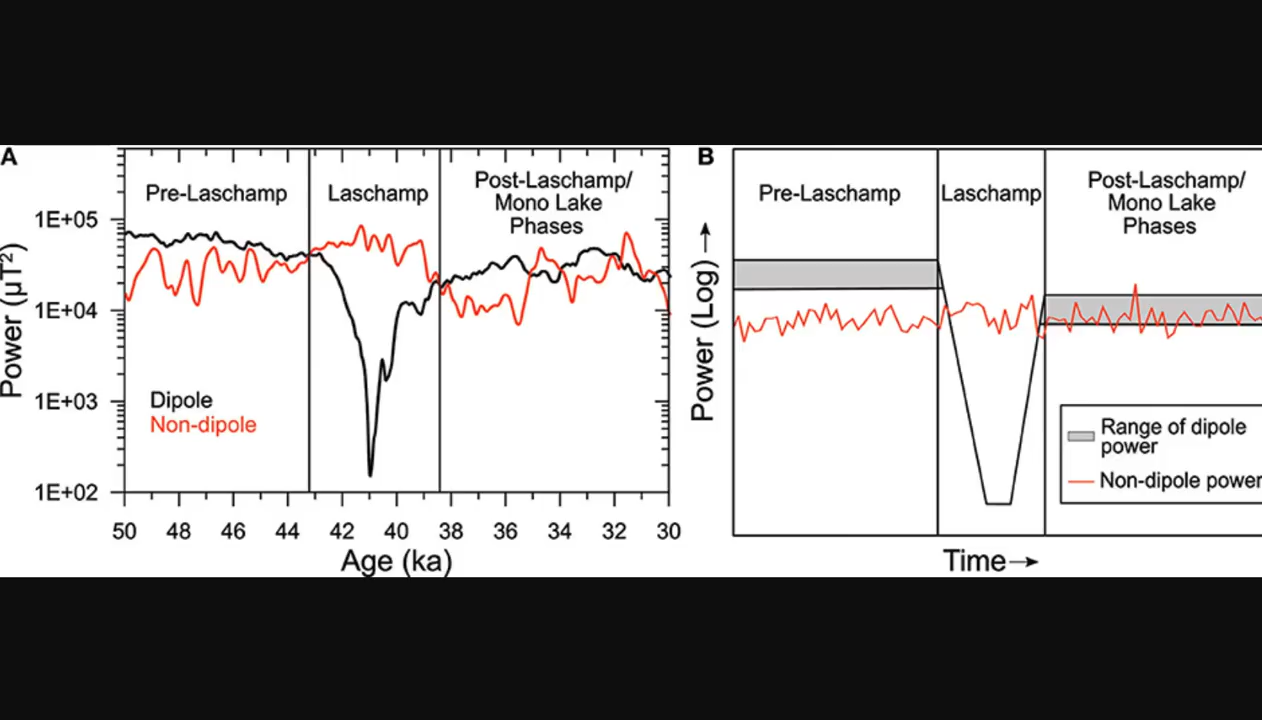 A
Pre-Laschamp
Laschamp
Post-Laschamp/
Mono Lake
Phases
Power (μT²)
1E+05
1E+04
1E+03
1E+02
Dipole
Non-dipole
50 48 46 44 42 40 38 36 34 32 30
Age (ka)
B
Pre-Laschamp
Laschamp
Post-Laschamp/
Mono Lake
Phases
Power (Log) →
Range of dipole
power
Non-dipole power
Time→